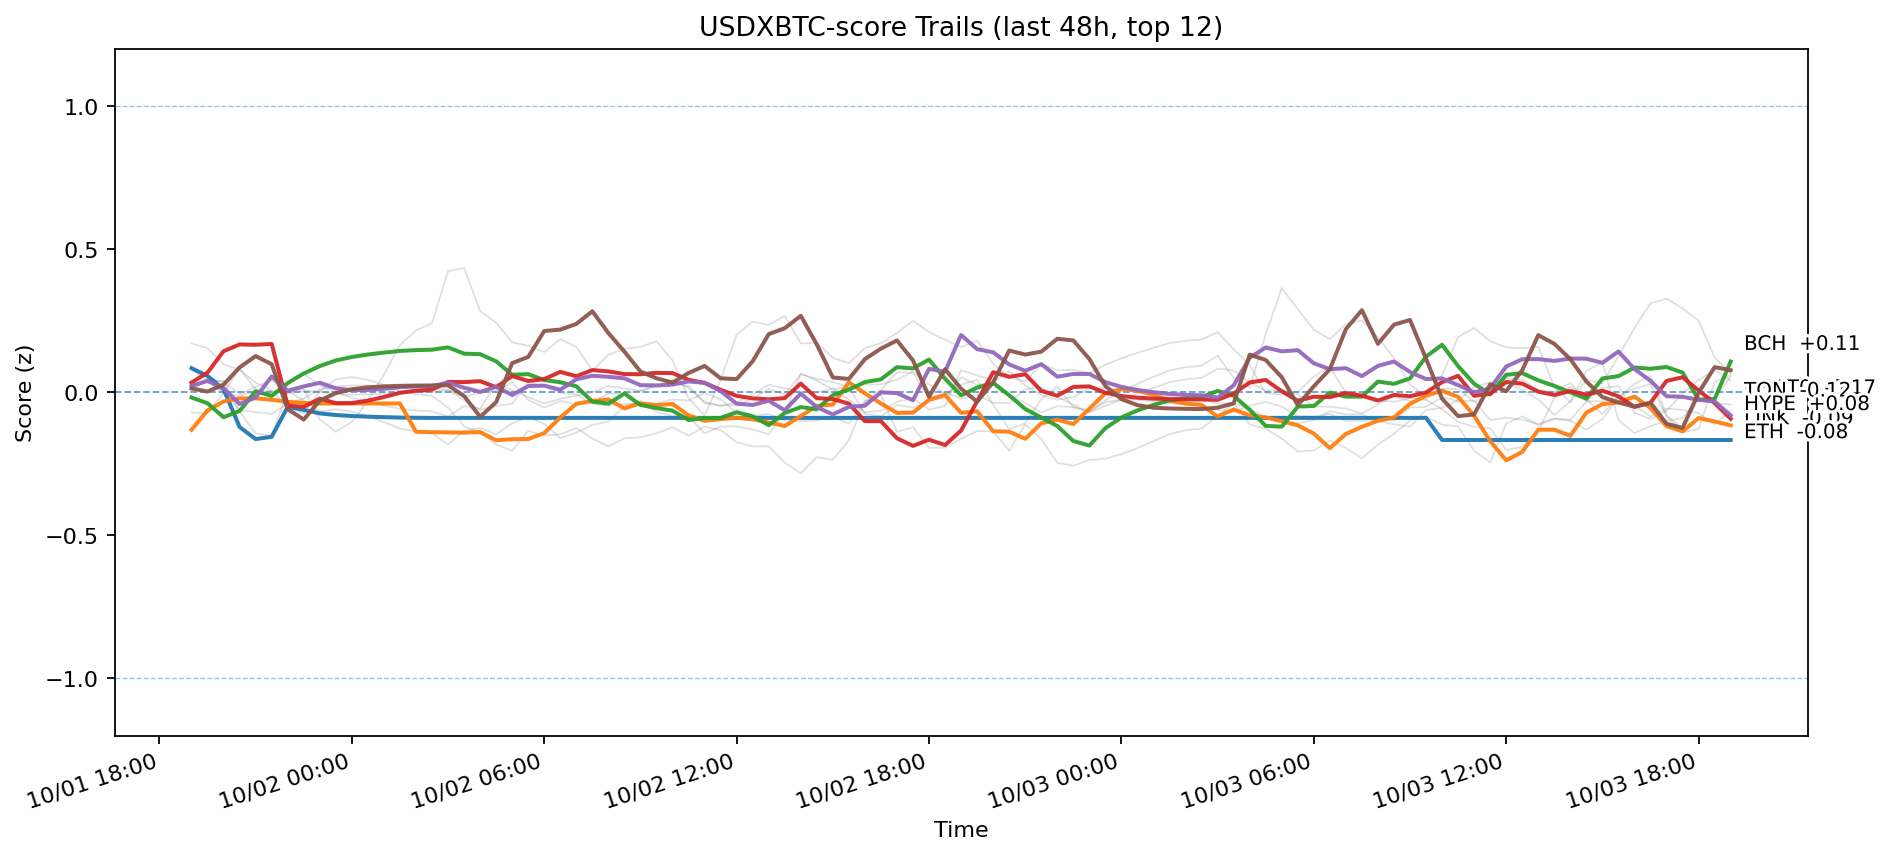 USDXBTC-score Trails (last 48h, top 12)
Score (z)
1.0
0.5
0.0
−0.5
−1.0
BCH +0.11
HYPE +0.08
LINK -0.09
ETH -0.08
10/01 18:00
10/02 00:00
10/02 06:00
10/02 12:00
10/02 18:00
10/03 00:00
10/03 06:00
10/03 12:00
10/03 18:00
Time